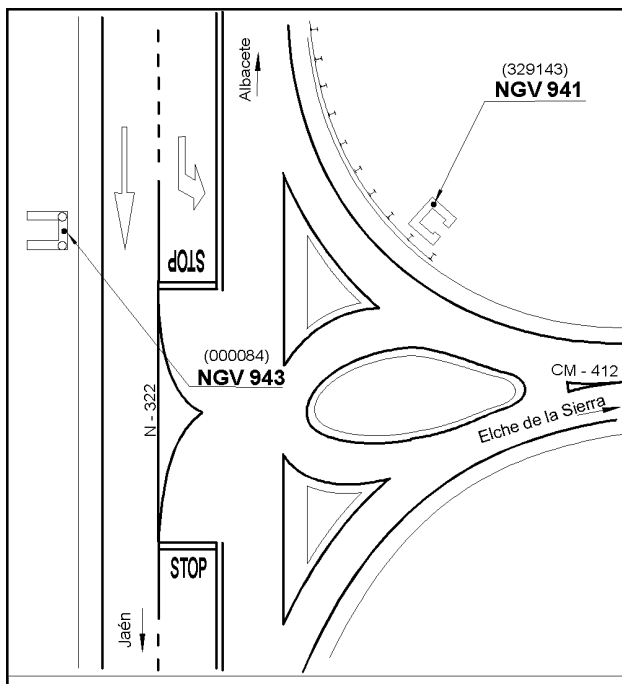 Albacete
(329143)
NGV 941
STOP
(000084)
NGV 943
N - 322
CM - 412
Elche de la Sierra
STOP
Jaén